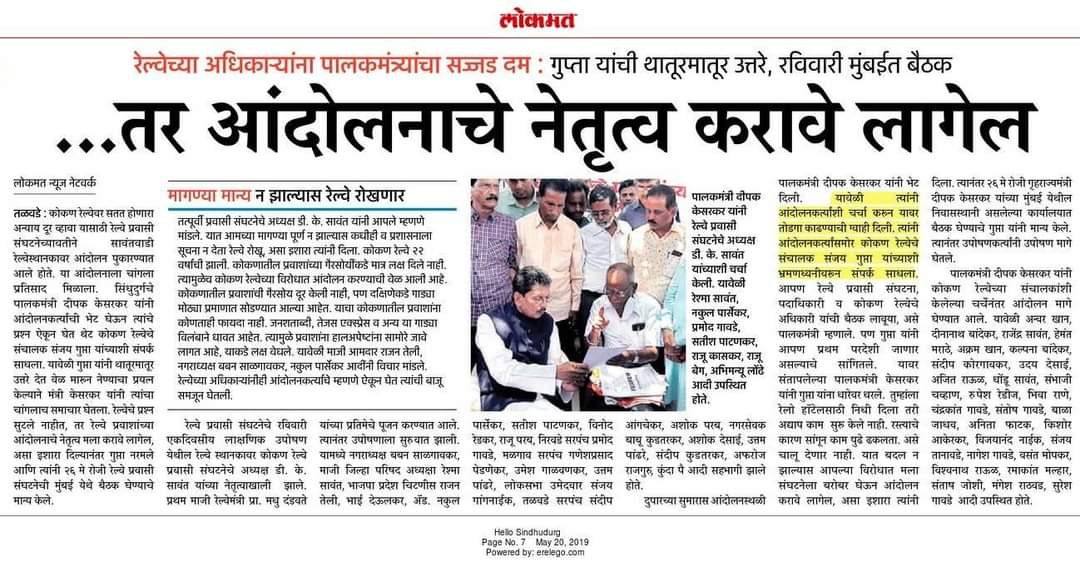 लोकमत
रेल्वेच्या अधिकाऱ्यांना पालकमंत्र्यांचा सज्जड दम : गुप्ता यांची थातूरमातूर उत्तरे, रविवारी मुंबईत बैठक
...तर आंदोलनाचे नेतृत्व करावे लागेल
लोकमत न्यूज नेटवर्क
तळवडे : कोकण रेल्वेवर सतत होणारा
अन्याय दूर व्हावा यासाठी रेल्वे प्रवासी
संघटनेच्यावतीने सावंतवाडी
रेल्वेस्थानकावर आंदोलन पुकारण्यात
आले होते. या आंदोलनाला चांगला
प्रतिसाद मिळाला. सिंधुदुर्गचे
पालकमंत्री दीपक केसरकर यांनी
आंदोलनकर्त्यांची भेट घेऊन त्यांचे
प्रश्न ऐकून घेत थेट कोकण रेल्वेचे
संचालक संजय गुप्ता यांच्याशी संपर्क
साधला. यावेळी गुप्ता यांनी थातूरमातूर
उत्तरे देत वेळ मारून नेण्याचा प्रयत्न
केल्याने मंत्री केसरकर यांनी त्यांचा
चांगलाच समाचार घेतला. रेल्वेचे प्रश्न
सुटले नाहीत, तर रेल्वे प्रवाशांच्या
आंदोलनाचे नेतृत्व मला करावे लागेल,
असा इशारा दिल्यानंतर गुप्ता नरमले
आणि त्यांनी २६ मे रोजी रेल्वे प्रवासी
संघटनेची मुंबई येथे बैठक घेण्याचे
मान्य केले.
मागण्या मान्य न झाल्यास रेल्वे रोखणार
तत्पूर्वी प्रवासी संघटनेचे अध्यक्ष डी. के. सावंत यांनी आपले म्हणणे
मांडले. यात आमच्या मागण्या पूर्ण न झाल्यास कधीही व प्रशासनाला
सूचना न देता रेल्वे रोखू, असा इशारा त्यांनी दिला. कोकण रेल्वे २२
वर्षाची झाली. कोकणातील प्रवाशांच्या गैरसोयींकडे मात्र लक्ष दिले नाही.
त्यामुळेच कोकण रेल्वेच्या विरोधात आंदोलन करण्याची वेळ आली आहे.
कोकणातील प्रवाशांची गैरसोय दूर केली नाही, पण दक्षिणेकडे गाड्या
मोठ्या प्रमाणात सोडण्यात आल्या आहेत. याचा कोकणातील प्रवाशांना
कोणताही फायदा नाही. जनशताब्दी, तेजस एक्स्प्रेस व अन्य या गाड्या
विलंबाने धावत आहेत. त्यामुळे प्रवाशांना हालअपेष्टांना सामोरे जावे
लागत आहे, याकडे लक्ष वेधले. यावेळी माजी आमदार राजन तेली,
नगराध्यक्ष बबन साळगावकर, नकुल पार्सेकर आदींनी विचार मांडले.
रेल्वेच्या अधिकाऱ्यांनीही आंदोलनकर्त्यांचे म्हणणे ऐकून घेत त्यांची बाजू
समजून घेतली.
रेल्वे प्रवासी संघटनेचे रविवारी
एकदिवसीय लाक्षणिक उपोषण
येथील रेल्वे स्थानकावर कोकण रेल्वे
प्रवासी संघटनेचे अध्यक्ष डी. के.
सावंत यांच्या नेतृत्वाखाली झाले.
प्रथम माजी रेल्वेमंत्री प्रा. मधु दंडवते
यांच्या प्रतिमेचे पूजन करण्यात आले.
त्यानंतर उपोषणाला सुरुवात झाली.
यामध्ये नगराध्यक्ष बबन साळगावकर,
माजी जिल्हा परिषद अध्यक्षा रेश्मा
सावंत, भाजपा प्रदेश चिटणीस राजन
तेली, भाई देऊलकर, ॲड. नकुल
पार्सेकर, सतीश पाटणकर, विनोद
रेडकर, राजू परब, निरवडे सरपंच प्रमोद
गावडे, मळगाव सरपंच गणेशप्रसाद
पेडणेकर, उमेश गाळवणकर, उत्तम
पांढरे, लोकसभा उमेदवार संजय
गांगनाईक, तळवडे सरपंच संदीप
आंगचेकर, अशोक परब, नगरसेवक
बाबू कुडतरकर, अशोक देसाई, उत्तम
पांढरे, संदीप कुडतरकर, अफरोज
राजगुरु, कुंदा पै आदी सहभागी झाले
होते.
दुपारच्या सुमारास आंदोलनस्थळी
पालकमंत्री दीपक
केसरकर यांनी
रेल्वे प्रवासी
संघटनेचे अध्यक्ष
डी. के. सावंत
यांच्याशी चर्चा
केली. यावेळी
रेश्मा सावंत,
नकुल पार्सेकर,
प्रमोद गावडे,
सतीश पाटणकर,
राजू कासकर, राजू
बेग, अभिमन्यू लोंढे
आदी उपस्थित
होते.
पालकमंत्री दीपक केसरकर यांनी भेट
दिली. यावेळी त्यांनी
आंदोलनकर्त्यांशी चर्चा करून यावर
तोडगा काढण्याची ग्वाही दिली. त्यांनी
आंदोलनकर्त्यांसमोर कोकण रेल्वेचे
संचालक संजय गुप्ता यांच्याशी
भ्रमणध्वनीवरून संपर्क साधला.
आपण रेल्वे प्रवासी संघटना,
पदाधिकारी व कोकण रेल्वेचे
अधिकारी यांची बैठक लावूया, असे
पालकमंत्री म्हणाले. पण गुप्ता यांनी
आपण प्रथम परदेशी जाणार
असल्याचे सांगितले. यावर
संतापलेल्या पालकमंत्री केसरकर
यांनी गुप्ता यांना धारेवर धरले. तुम्हाला
रेलो हॉटेलसाठी निधी दिला तरी
अद्याप काम सुरु केले नाही. रस्त्याचे
कारण सांगून काम पुढे ढकलता. असे
चालू देणार नाही. यात बदल न
झाल्यास आपल्या विरोधात मला
संघटनेला बरोबर घेऊन आंदोलन
करावे लागेल, असा इशारा त्यांनी
दिला. त्यानंतर २६ मे रोजी गृहराज्यमंत्री
दीपक केसरकर यांच्या मुंबई येथील
निवासस्थानी असलेल्या कार्यालयात
बैठक घेण्याचे गुप्ता यांनी मान्य केले.
त्यानंतर उपोषणकर्त्यांनी उपोषण मागे
घेतले.
पालकमंत्री दीपक केसरकर यांनी
कोकण रेल्वेच्या संचालकांशी
केलेल्या चर्चेनंतर आंदोलन मागे
घेण्यात आले. यावेळी अन्वर खान,
दीनानाथ बांदेकर, राजेंद्र सावंत, हेमंत
मराठे, अक्रम खान, कल्पना बांदेकर,
संदीप कोरगावकर, उदय देसाई,
अजित राऊळ, धोंडू सावंत, संभाजी
चव्हाण, रुपेश रेडीज, भिवा राणे,
चंद्रकांत गावडे, संतोष गावडे, बाळा
जाधव, अनिता फाटक, किशोर
आकेरकर, विजयानंद नाईक, संजय
तानावडे, नागेश गावडे, वसंत मोपकर,
विश्वनाथ राऊळ, रमाकांत मल्हार,
संताप जोशी, मंगेश राठवड, सुरेश
गावडे आदी उपस्थित होते.
Hello Sindhudurg
Page No. 7 May 20, 2019
Powered by: erelego.com